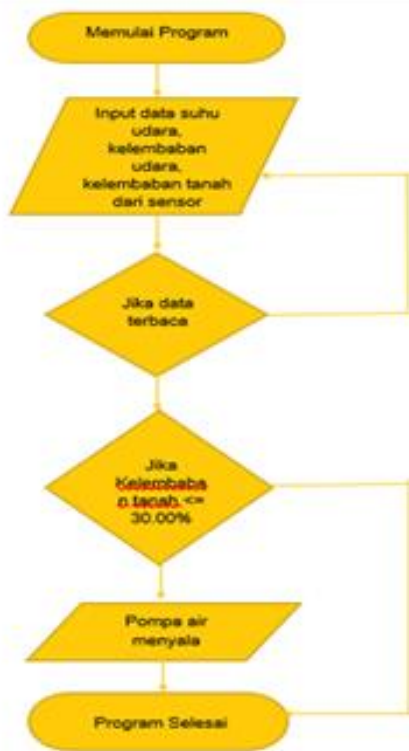 Memulai Program
Input data suhu
udara,
kelembaban
udara,
kelembaban tanah
dari sensor
Jika data
terbaca
Jika
Kelembaba
n tanah <=
30.00%
Pompa air
menyala
Program Selesai